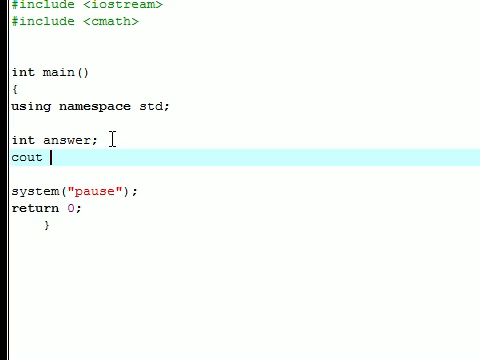 #include <iostream>
#include <cmath>
int main()
{
using namespace std;
int answer;
cout
system("pause");
return 0;
}